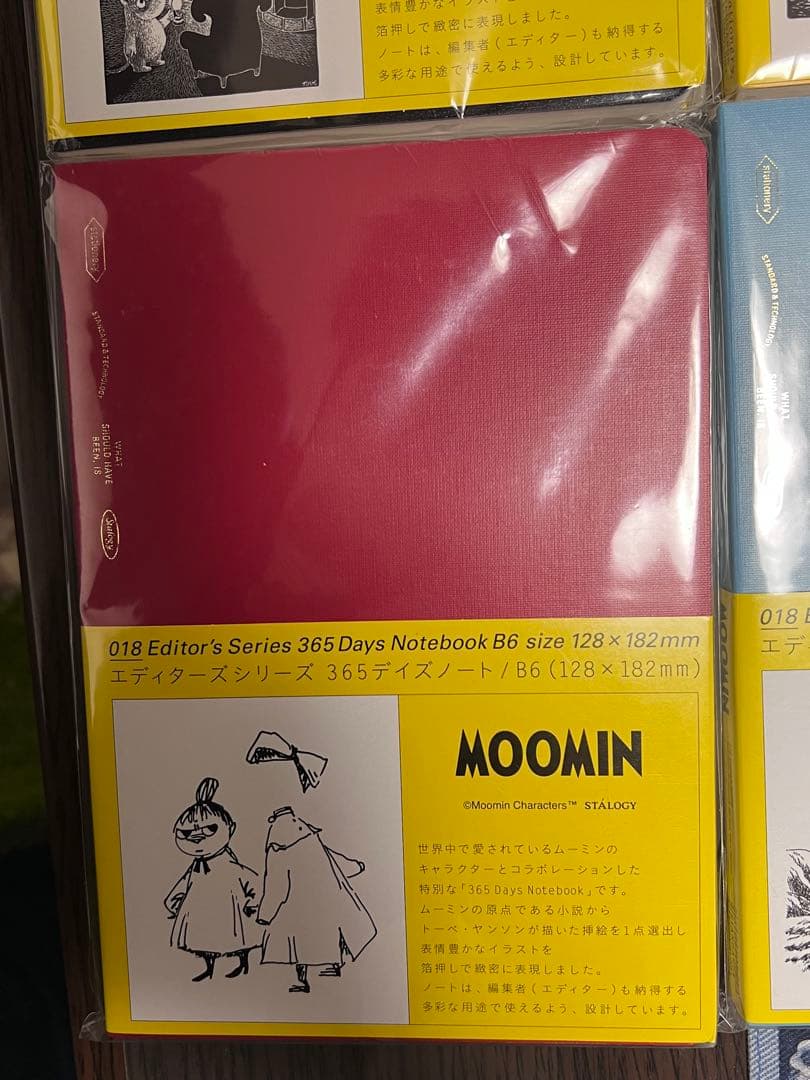 表情豊かなイラストを
箔押しで緻密に表現しました。
ノートは、編集者(エディター)も納得する
多彩な用途で使えるよう、設計しています。
stationery
STANDARD & TECHNOLOGY
WHAT
SHOULD HAVE
BEEN, IS
Stalogy
018 Editor's Series 365 Days Notebook B6 size 128×182mm
エディターズシリーズ 365デイズノート/B6(128×182mm)
MOOMIN
©Moomin Characters™ STÁLOGY
世界中で愛されているムーミンの
キャラクターとコラボレーションした
特別な「365 Days Notebook」です。
ムーミンの原点である小説から
トーベ・ヤンソンが描いた挿絵を1点選出し
表情豊かなイラストを
箔押しで緻密に表現しました。
ノートは、編集者(エディター)も納得する
多彩な用途で使えるよう、設計しています。
stationery
STANDARD & TECHNOLOGY
WHAT
BEEN, IS
MOOMIN
018
エデ